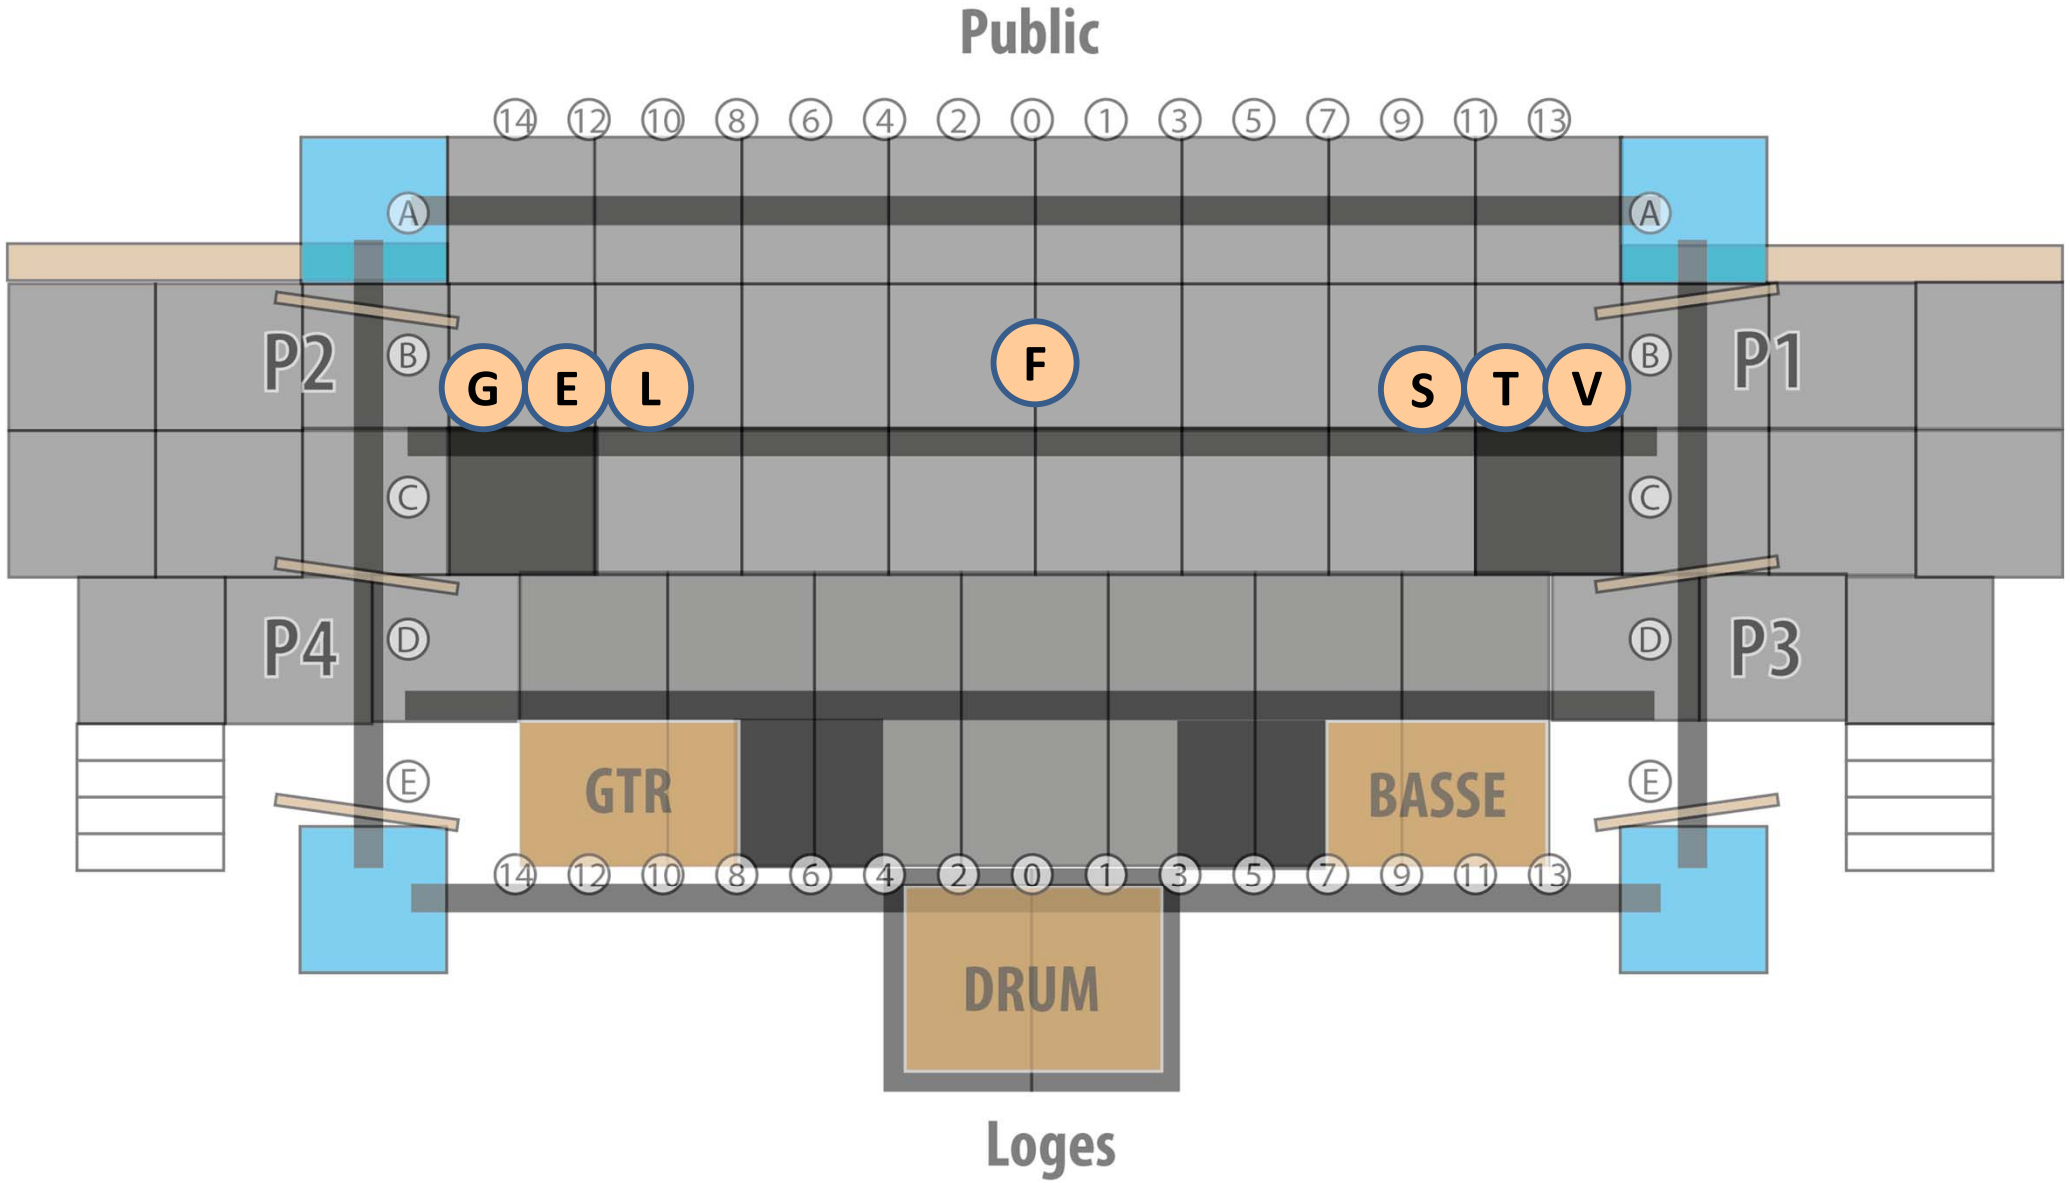 Public
14 12 10 8 6 4 2 0 1 3 5 7 9 11 13
A A
P2 B G E L F S T V B P1
C C
P4 D D P3
E GTR BASSE E
14 12 10 8 6 4 2 0 1 3 5 7 9 11 13
DRUM
Loges